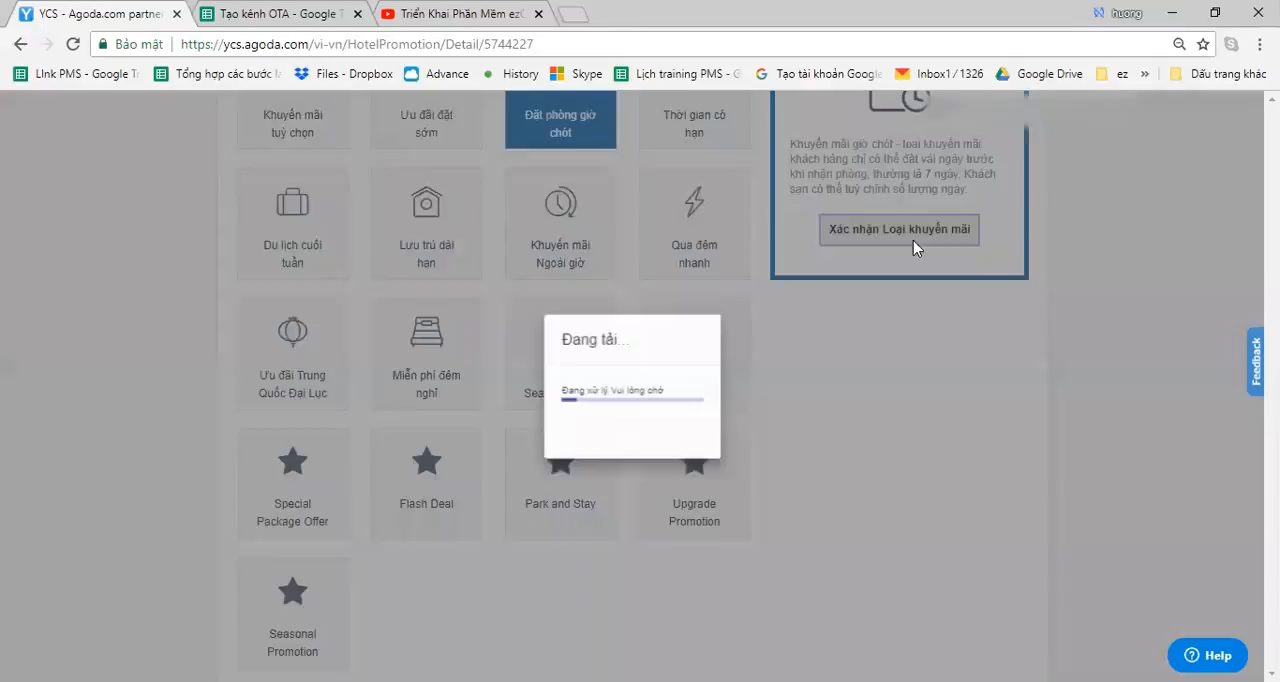 YCS - Agoda.com partner
Tạo kênh OTA - Google T
Triển Khai Phần Mềm ez
huong
Bảo mật
https://ycs.agoda.com/vi-vn/HotelPromotion/Detail/5744227
LInk PMS - Google Tr
Tổng hợp các bước l
Files - Dropbox
Advance
History
Skype
Lịch training PMS - G
Tạo tài khoản Google
Inbox1 / 1326
Google Drive
ez
»
Dấu trang khác
Khuyến mãi
tuỳ chọn
Ưu đãi đặt
sớm
Đặt phòng giờ
chót
Thời gian có
hạn
Khuyến mãi giờ chót - loại khuyến mãi
khách hàng chỉ có thể đặt vài ngày trước
khi nhận phòng, thường là 7 ngày. Khách
sạn có thể tuỳ chỉnh số lượng ngày.
Xác nhận Loại khuyến mãi
Du lịch cuối
tuần
Lưu trú dài
hạn
Khuyến mãi
Ngoài giờ
Qua đêm
nhanh
Đang tải...
Đang xử lý Vui lòng chờ
Ưu đãi Trung
Quốc Đại Lục
Miễn phí đêm
nghỉ
Sea
Feedback
Special
Package Offer
Flash Deal
Park and Stay
Upgrade
Promotion
Seasonal
Promotion
Help